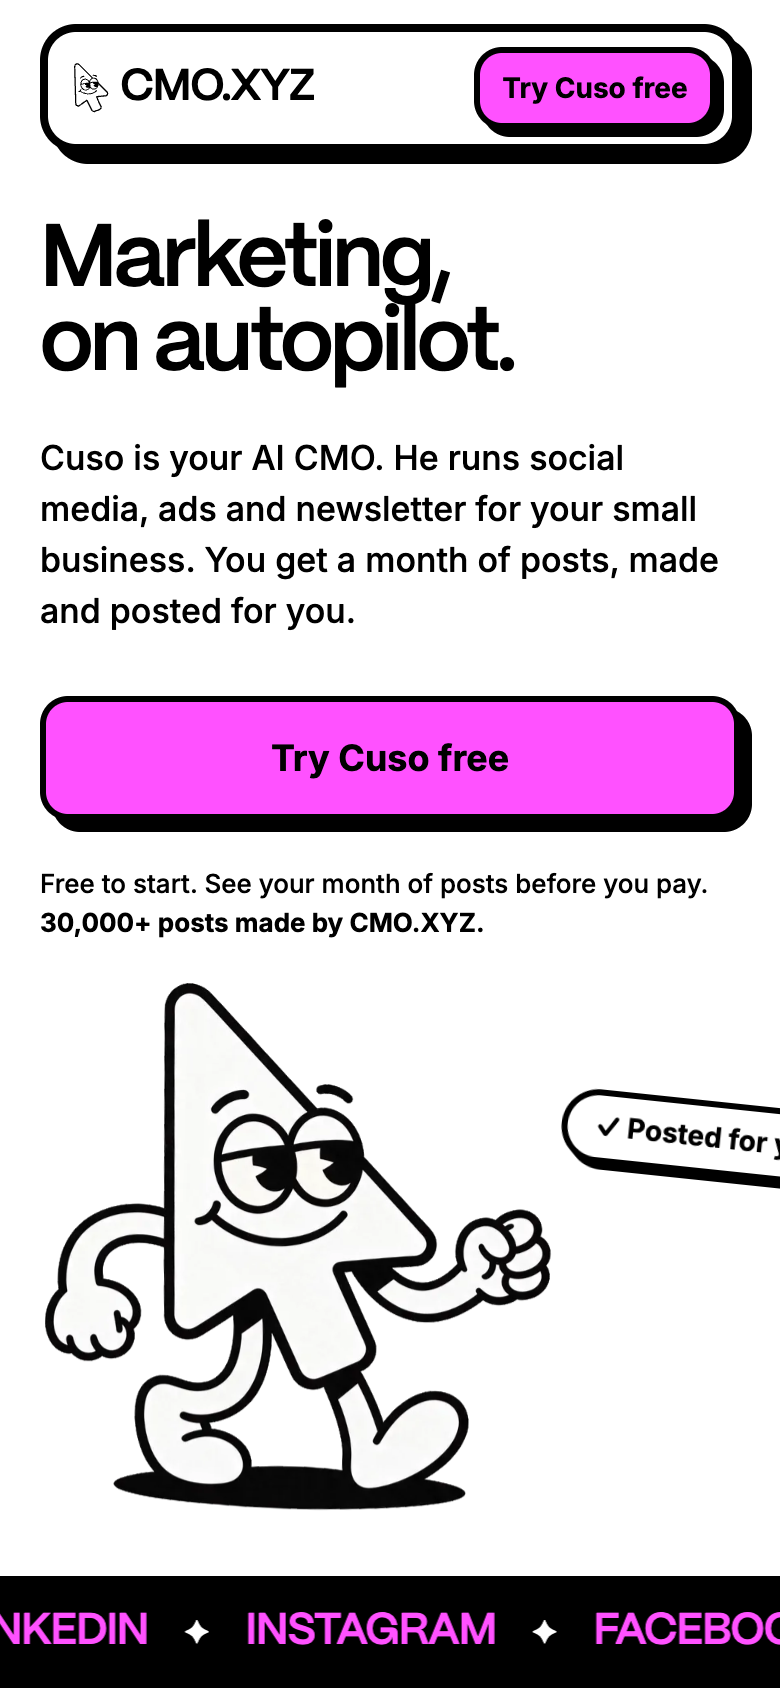 CMO.XYZ
Try Cuso free
Marketing,
on autopilot.
Cuso is your AI CMO. He runs social
media, ads and newsletter for your small
business. You get a month of posts, made
and posted for you.
Try Cuso free
Free to start. See your month of posts before you pay.
30,000+ posts made by CMO.XYZ.
✓ Posted for y
NKEDIN ✦ INSTAGRAM ✦ FACEBOO